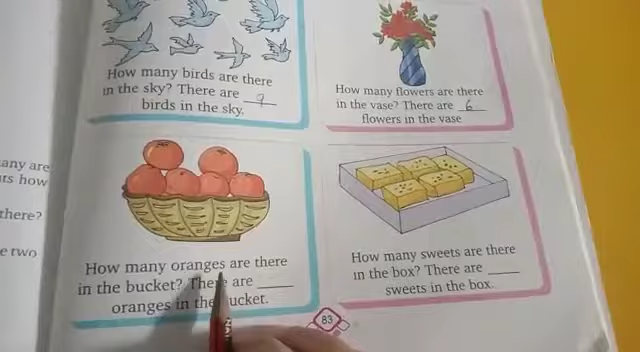 How many birds are there
in the sky? There are 9
birds in the sky.
How many flowers are there
in the vase? There are 6
flowers in the vase
How many oranges are there
in the bucket? There are ____
oranges in the bucket.
How many sweets are there
in the box? There are ____
sweets in the box.
83
any are
how
there?
e two